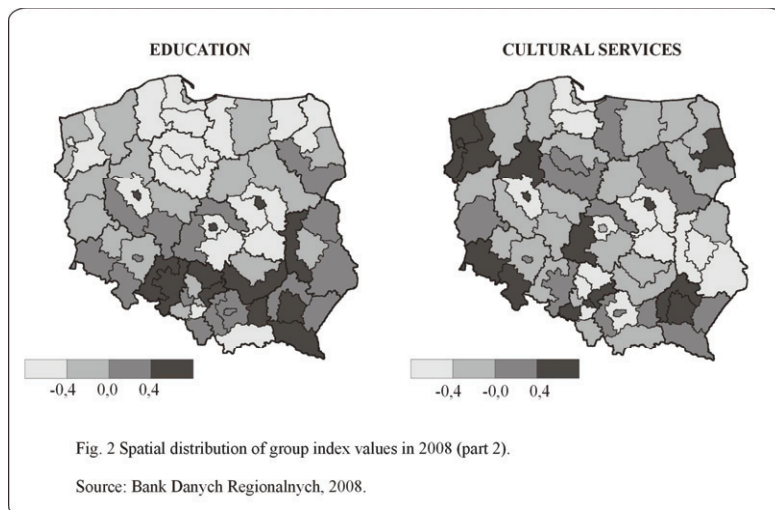 EDUCATION
CULTURAL SERVICES
-0,4 0,0 0,4
-0,4 -0,0 0,4
Fig. 2 Spatial distribution of group index values in 2008 (part 2).
Source: Bank Danych Regionalnych, 2008.